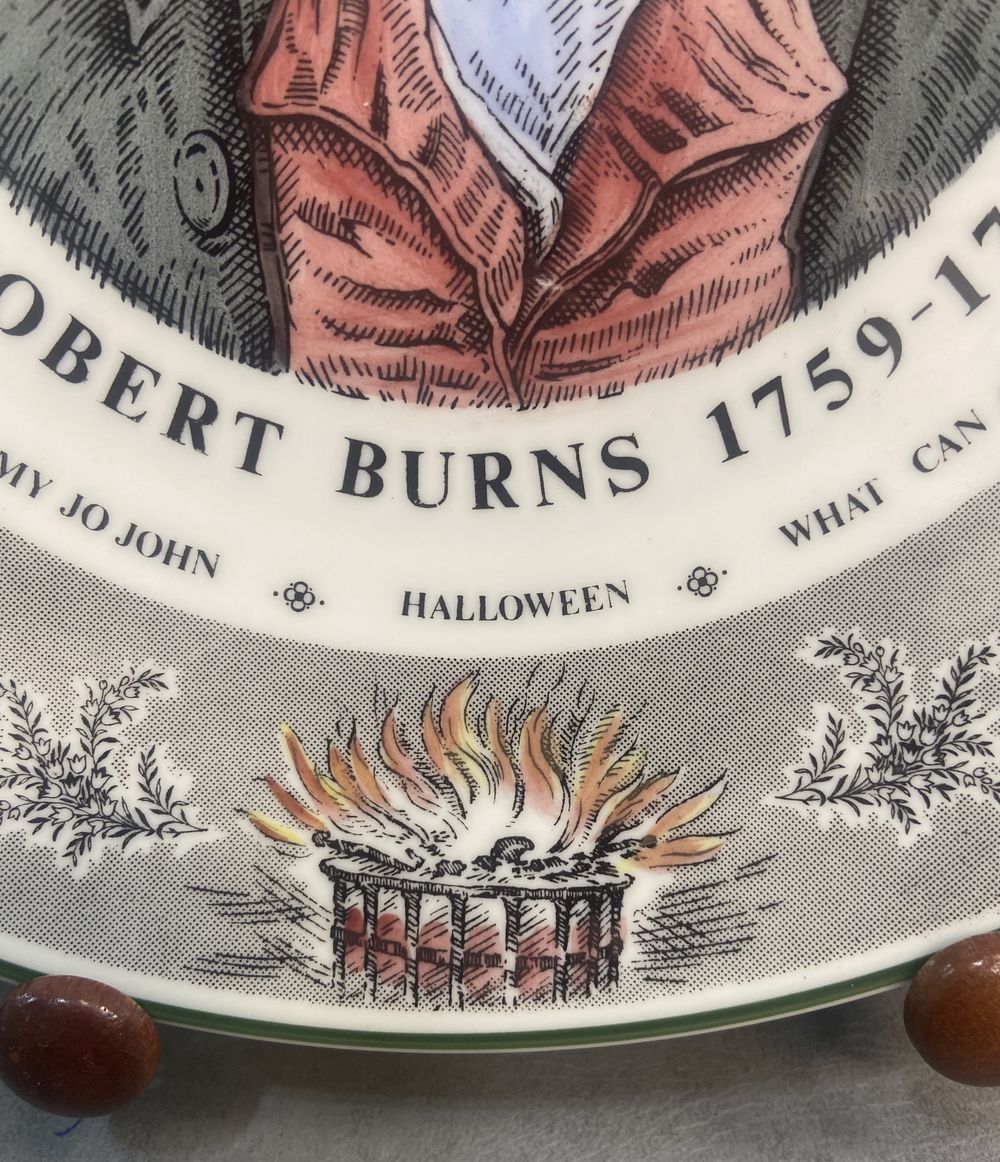 OBERT BURNS 1759-17
MY JO JOHN HALLOWEEN WHAT CAN